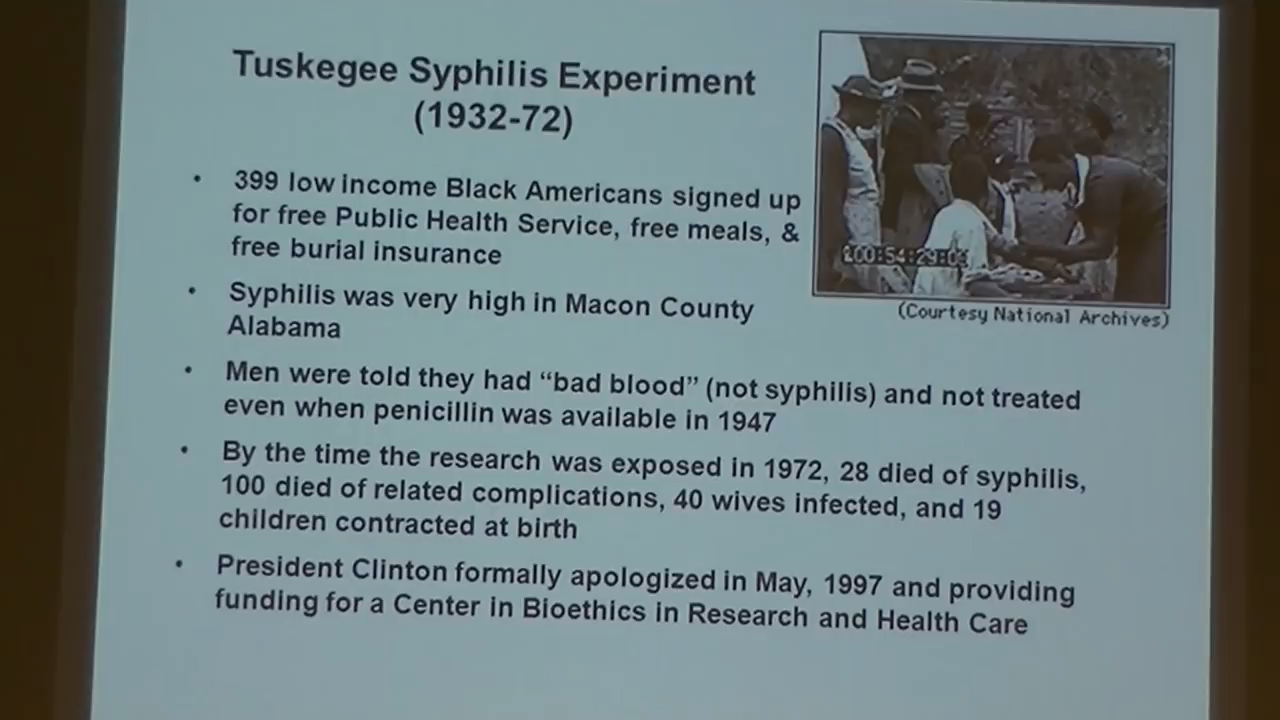 Tuskegee Syphilis Experiment
(1932-72)
399 low income Black Americans signed up
for free Public Health Service, free meals, &
free burial insurance
Syphilis was very high in Macon County
Alabama
Men were told they had “bad blood” (not syphilis) and not treated
even when penicillin was available in 1947
By the time the research was exposed in 1972, 28 died of syphilis,
100 died of related complications, 40 wives infected, and 19
children contracted at birth
President Clinton formally apologized in May, 1997 and providing
funding for a Center in Bioethics in Research and Health Care
(Courtesy National Archives)